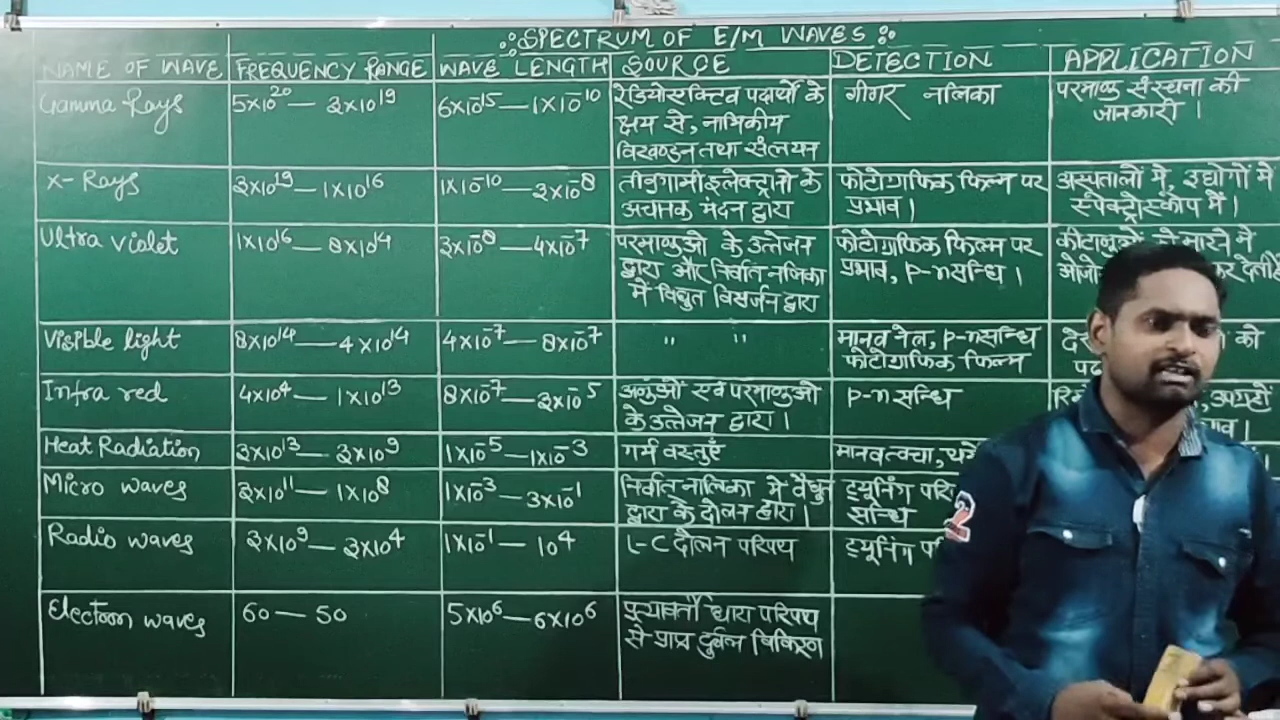 SPECTRUM OF E/M WAVES
NAME OF WAVE FREQUENCY RANGE WAVE LENGTH SOURCE DETECTION APPLICATION
Gamma Rays 5×10²⁰ — 3×10¹⁹ 6×10¹⁵ — 1×10⁻¹⁰ रेडियोएक्टिव पदार्थो के गीगर नलिका परमाणु संरचना की
क्षय से, नाभिकीय जानकारी ।
विखण्डन तथा संलयन
X-Rays 3×10¹⁹ — 1×10¹⁶ 1×10⁻¹⁰ — 3×10⁻⁸ तीव्रगामी इलेक्ट्रानो के फोटोग्राफिक फिल्म पर अस्पतालों में, उद्योगों में
अचानक मंदन द्वारा प्रभाव । स्पेक्ट्रोस्कोप में ।
Ultra violet 1×10¹⁶ — 8×10¹⁴ 3×10⁻⁸ — 4×10⁻⁷ परमाणुओ के उत्तेजन फोटोग्राफिक फिल्म पर कीटाणुओं मारने में
द्वारा और निर्वात नलिका प्रभाव, p-nसन्धि ।
में विद्युत विसर्जन द्वारा
Visible light 8×10¹⁴ — 4×10¹⁴ 4×10⁻⁷ — 8×10⁻⁷ " " मानव नेत्र, p-nसन्धि को
फोटोग्राफिक फिल्म
Infra red 4×10⁴ — 1×10¹³ 8×10⁻⁷ — 3×10⁻⁵ अणुओं एवं परमाणुओ p-n सन्धि
के उत्तेजन द्वारा ।
Heat Radiation 3×10¹³ — 3×10⁹ 1×10⁻⁵ — 1×10⁻³ गर्म वस्तुएँ मानवत्वचा,
Micro waves 3×10¹¹ — 1×10⁸ 1×10⁻³ — 3×10⁻¹ निर्वात नालिका मे वैद्युत ट्यूनिंग
द्वारा के दोलन द्वारा । सन्धि
Radio waves 3×10⁹ — 3×10⁴ 1×10⁻¹ — 10⁴ L-C दोलन परिपथ ट्यूनिंग
Electron waves 60 — 50 5×10⁶ — 6×10⁶ प्रत्यावर्ती धारा परिपथ
से प्राप्त दुर्बल विकिरण
2